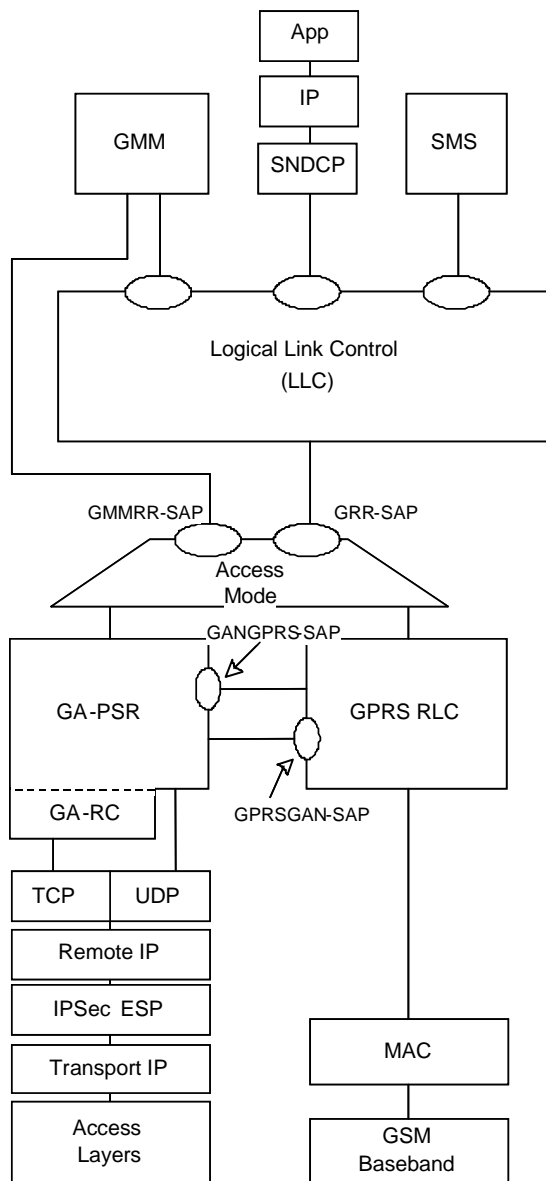 App
IP
GMM
SNDCP
SMS
Logical Link Control
(LLC)
GMMRR-SAP
GRR-SAP
Access
Mode
GANGPRS-SAP
GA-PSR
GPRS RLC
GA-RC
GPRSGAN-SAP
TCP
UDP
Remote IP
IPSec ESP
Transport IP
MAC
Access
Layers
GSM
Baseband